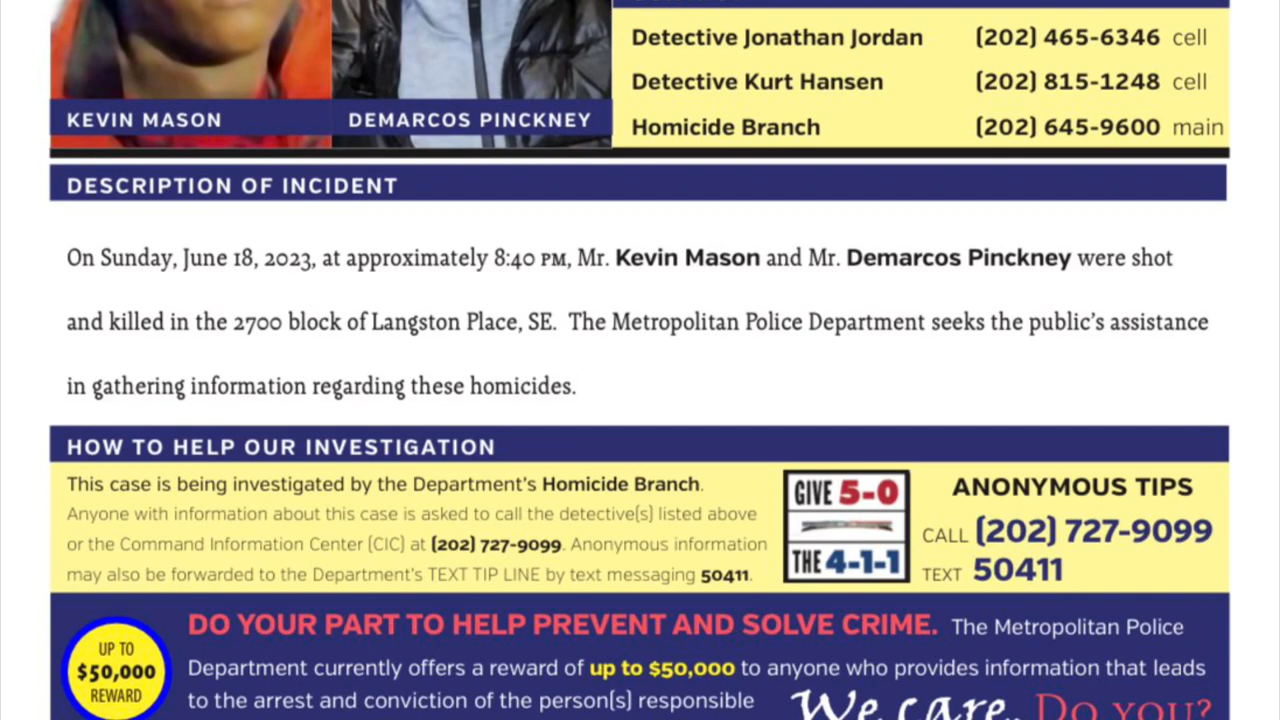 Detective Jonathan Jordan (202) 465-6346 cell
Detective Kurt Hansen (202) 815-1248 cell
KEVIN MASON DEMARCOS PINCKNEY
Homicide Branch (202) 645-9600 main
DESCRIPTION OF INCIDENT
On Sunday, June 18, 2023, at approximately 8:40 PM, Mr. Kevin Mason and Mr. Demarcos Pinckney were shot
and killed in the 2700 block of Langston Place, SE. The Metropolitan Police Department seeks the public's assistance
in gathering information regarding these homicides.
HOW TO HELP OUR INVESTIGATION
This case is being investigated by the Department's Homicide Branch.
Anyone with information about this case is asked to call the detective(s) listed above
or the Command Information Center (CIC) at (202) 727-9099. Anonymous information
may also be forwarded to the Department's TEXT TIP LINE by text messaging 50411.
GIVE 5-0
THE 4-1-1
ANONYMOUS TIPS
CALL (202) 727-9099
TEXT 50411
UP TO
$50,000
REWARD
DO YOUR PART TO HELP PREVENT AND SOLVE CRIME. The Metropolitan Police
Department currently offers a reward of up to $50,000 to anyone who provides information that leads
to the arrest and conviction of the person(s) responsible
We care. DO YOU?